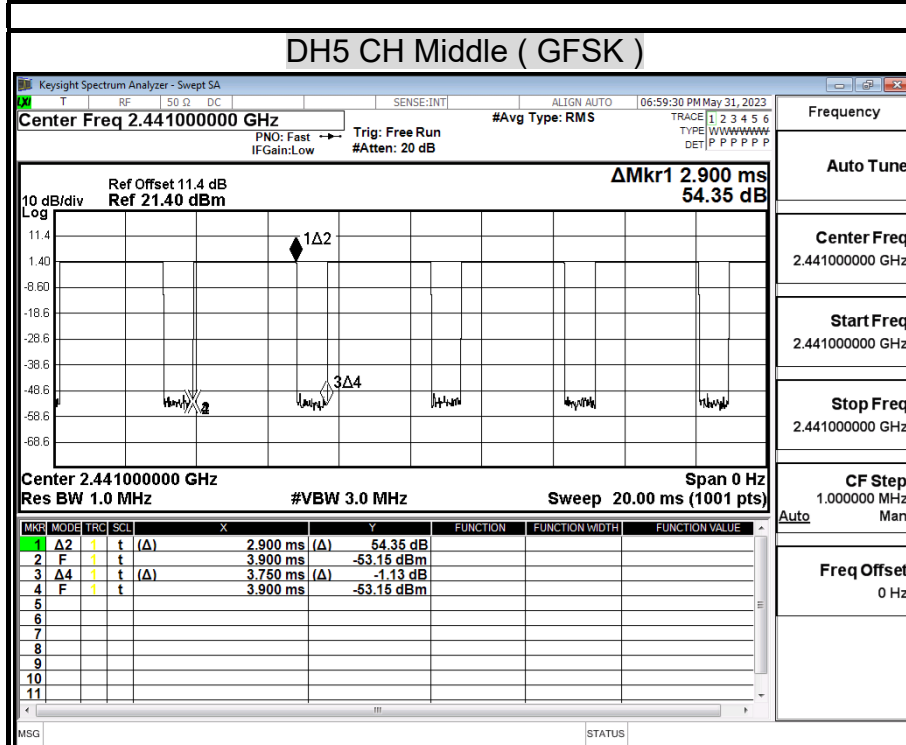 DH5 CH Middle ( GFSK )
Keysight Spectrum Analyzer - Swept SA
LXI T RF 50 Ω DC SENSE:INT ALIGN AUTO 06:59:30 PM May 31, 2023
Center Freq 2.441000000 GHz
PNO: Fast
IFGain:Low
Trig: Free Run
#Atten: 20 dB
#Avg Type: RMS
TRACE 1 2 3 4 5 6
TYPE WWWWWW
DET P P P P P P
Frequency
Auto Tune
Center Freq
2.441000000 GHz
Start Freq
2.441000000 GHz
Stop Freq
2.441000000 GHz
CF Step
1.000000 MHz
Auto Man
Freq Offset
0 Hz
ΔMkr1 2.900 ms
54.35 dB
Ref Offset 11.4 dB
10 dB/div Ref 21.40 dBm
Log
11.4
1.40
-8.60
-18.6
-28.6
-38.6
-48.6
-58.6
-68.6
1Δ2
3Δ4
Center 2.441000000 GHz Span 0 Hz
Res BW 1.0 MHz #VBW 3.0 MHz Sweep 20.00 ms (1001 pts)
MKR MODE TRC SCL X Y FUNCTION FUNCTION WIDTH FUNCTION VALUE
1 Δ2 1 t (Δ) 2.900 ms (Δ) 54.35 dB
2 F 1 t 3.900 ms -53.15 dBm
3 Δ4 1 t (Δ) 3.750 ms (Δ) -1.13 dB
4 F 1 t 3.900 ms -53.15 dBm
5
6
7
8
9
10
11
MSG STATUS